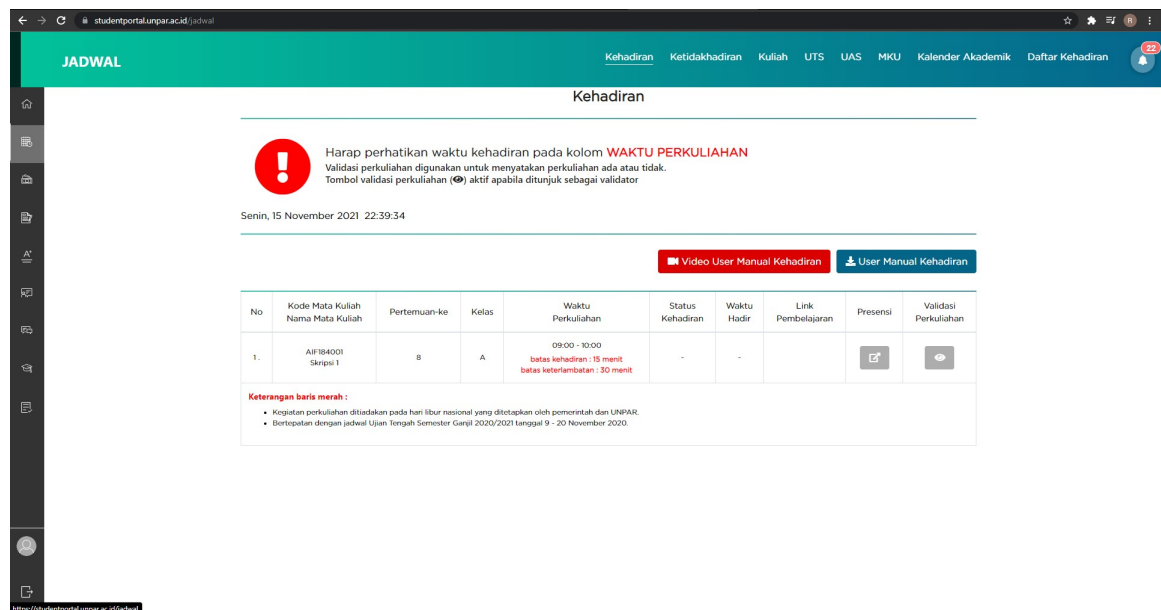 studentportal.unpar.ac.id/jadwal
R
JADWAL
Kehadiran Ketidakhadiran Kuliah UTS UAS MKU Kalender Akademik Daftar Kehadiran
22
Kehadiran
Harap perhatikan waktu kehadiran pada kolom WAKTU PERKULIAHAN
Validasi perkuliahan digunakan untuk menyatakan perkuliahan ada atau tidak.
Tombol validasi perkuliahan () aktif apabila ditunjuk sebagai validator
Senin, 15 November 2021 22:39:34
Video User Manual Kehadiran User Manual Kehadiran
No Kode Mata Kuliah Nama Mata Kuliah Pertemuan-ke Kelas Waktu Perkuliahan Status Kehadiran Waktu Hadir Link Pembelajaran Presensi Validasi Perkuliahan
1. AIF184001 Skripsi 1 8 A 09:00 - 10:00 - -
batas kehadiran : 15 menit
batas keterlambatan : 30 menit
Keterangan baris merah :
• Kegiatan perkuliahan ditiadakan pada hari libur nasional yang ditetapkan oleh pemerintah dan UNPAR.
• Bertepatan dengan jadwal Ujian Tengah Semester Ganjil 2020/2021 tanggal 9 - 20 November 2020.
https://studentportal.unpar.ac.id/jadwal